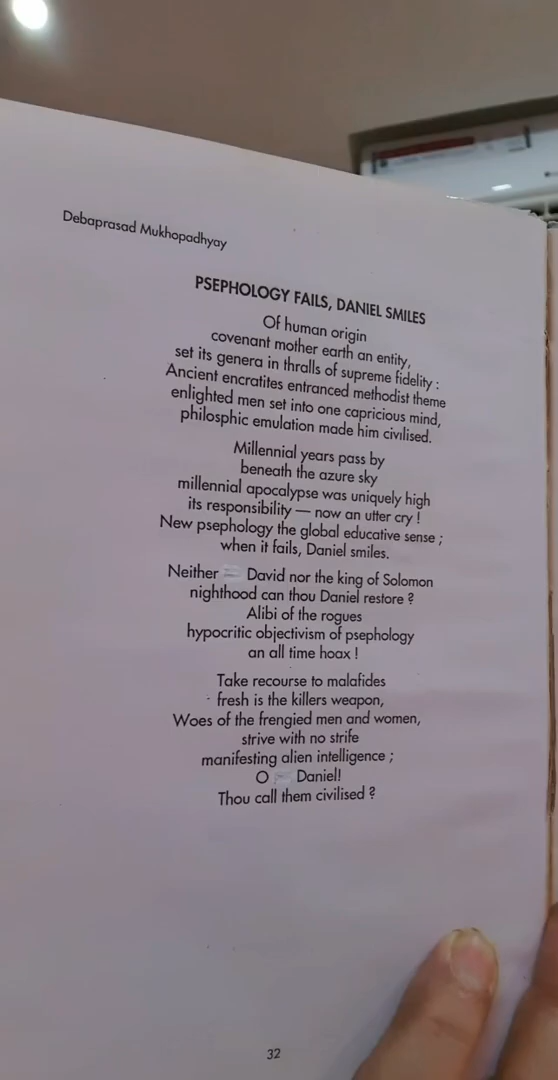 Debaprasad Mukhopadhyay
PSEPHOLOGY FAILS, DANIEL SMILES
Of human origin
covenant mother earth an entity,
set its genera in thralls of supreme fidelity :
Ancient encratites entranced methodist theme
enlighted men set into one capricious mind,
philosphic emulation made him civilised.
Millennial years pass by
beneath the azure sky
millennial apocalypse was uniquely high
its responsibility — now an utter cry !
New psephology the global educative sense ;
when it fails, Daniel smiles.
Neither David nor the king of Solomon
nighthood can thou Daniel restore ?
Alibi of the rogues
hypocritic objectivism of psephology
an all time hoax !
Take recourse to malafides
fresh is the killers weapon,
Woes of the frengied men and women,
strive with no strife
manifesting alien intelligence ;
O Daniel!
Thou call them civilised ?
32